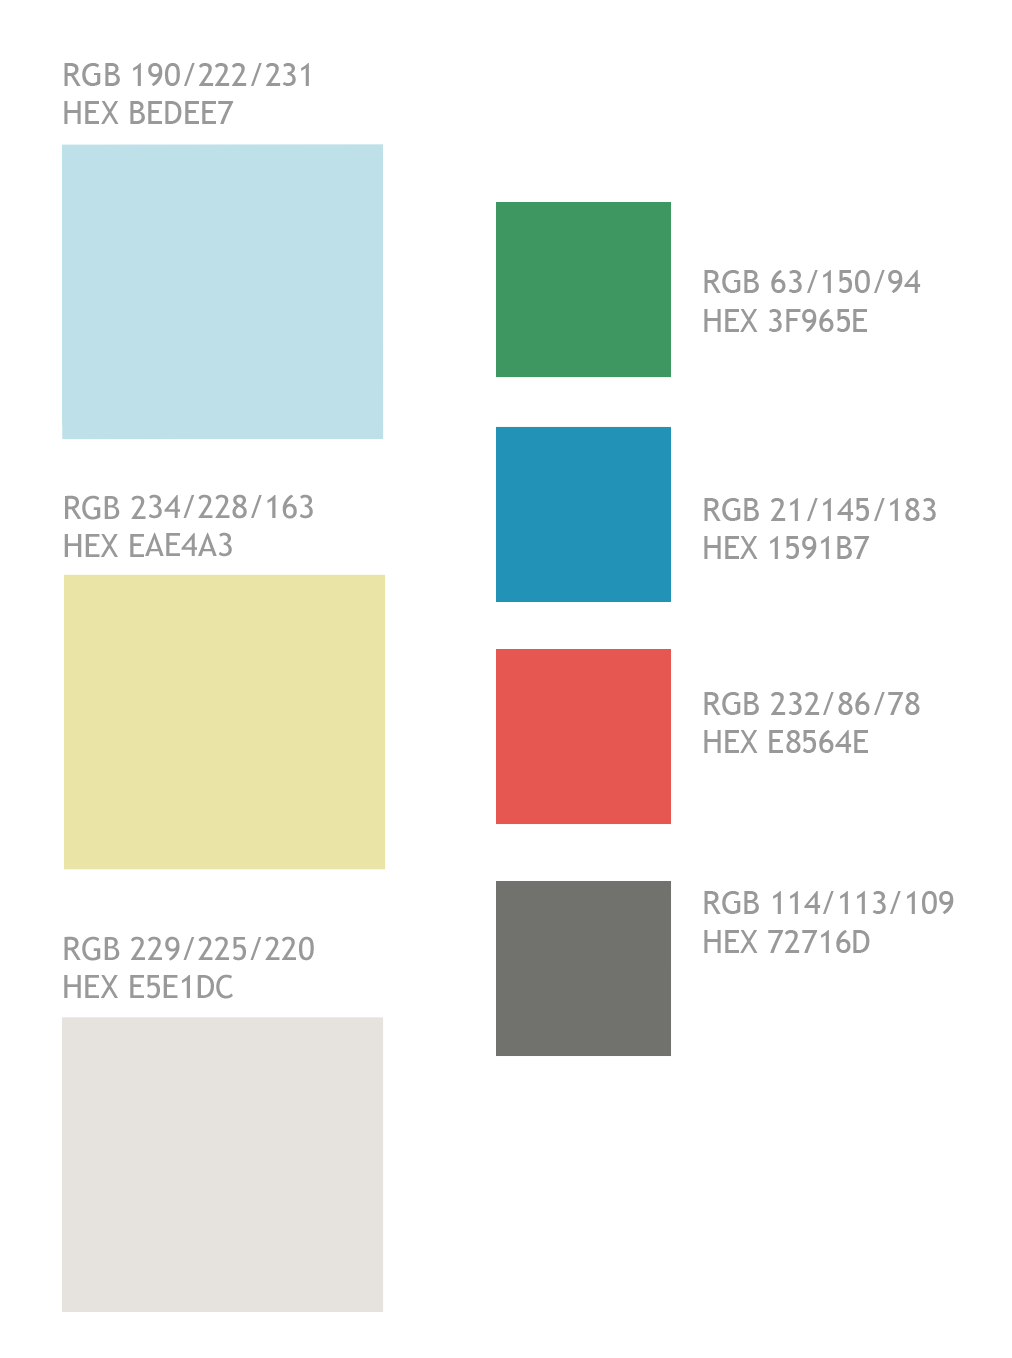 RGB 190/222/231
HEX BEDEE7
RGB 234/228/163
HEX EAE4A3
RGB 229/225/220
HEX E5E1DC
RGB 63/150/94
HEX 3F965E
RGB 21/145/183
HEX 1591B7
RGB 232/86/78
HEX E8564E
RGB 114/113/109
HEX 72716D